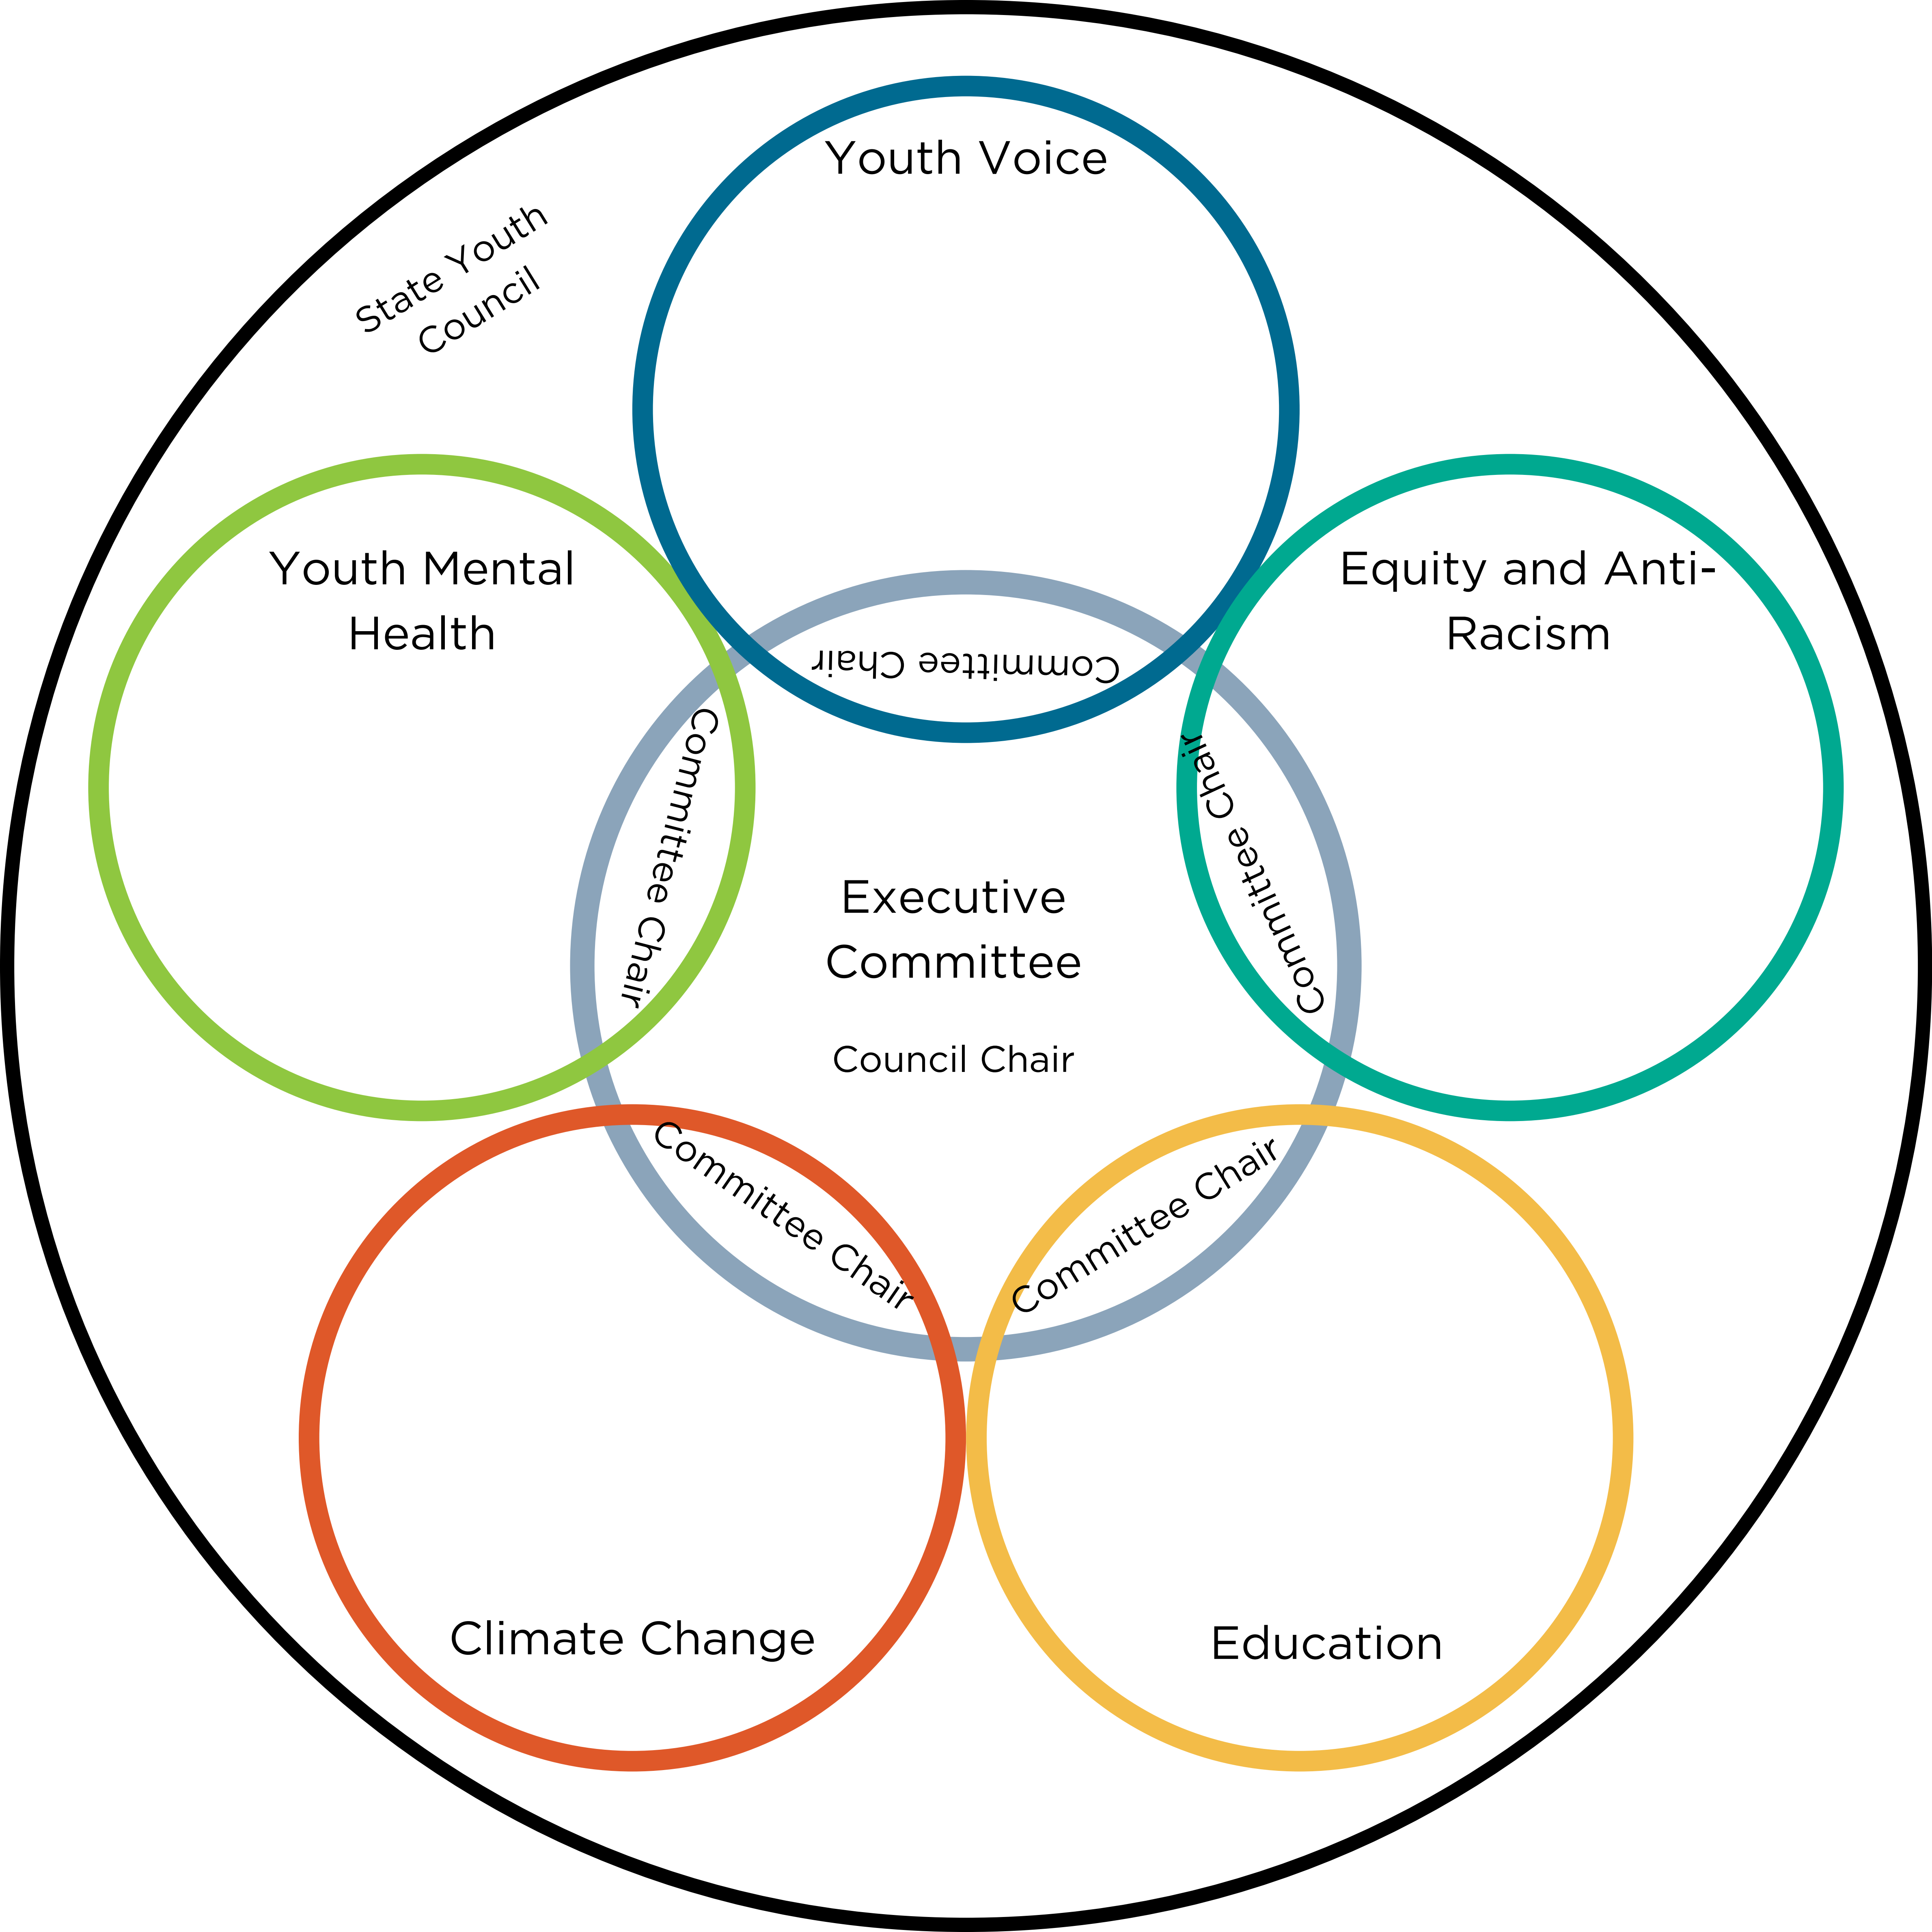 Youth Voice
State Youth
Council
Youth Mental
Health
Equity and Anti-
Racism
Committee Chair
Committee Chair
Committee Chair
Executive
Committee
Council Chair
Committee Chair
Committee Chair
Climate Change
Education